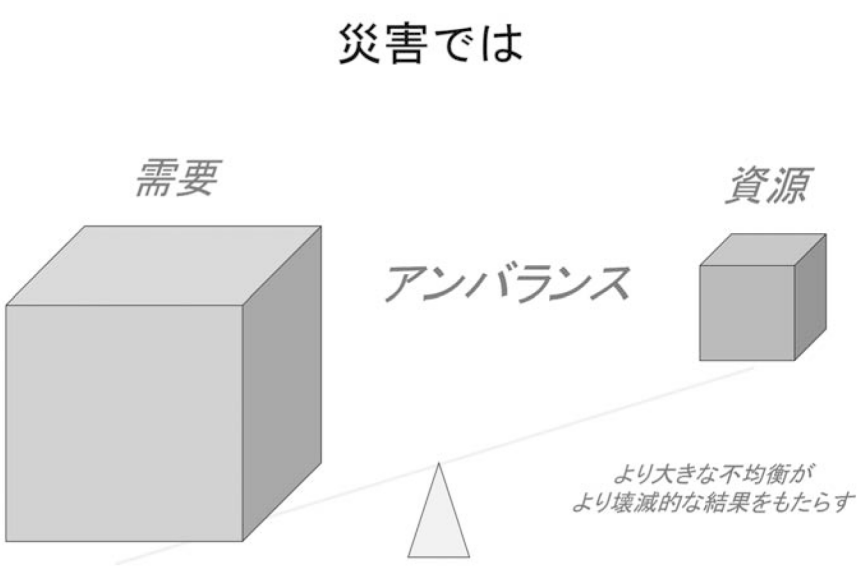 災害では
需要
資源
アンバランス
より大きな不均衡が
より壊滅的な結果をもたらす